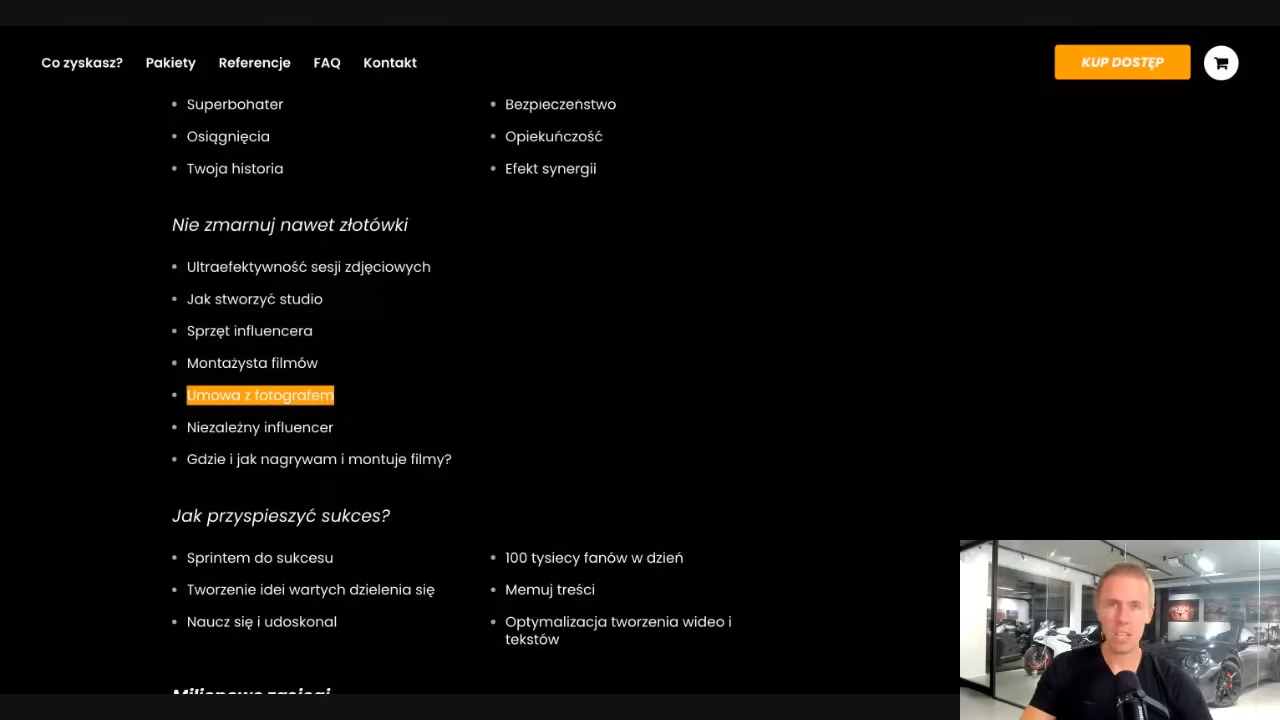 Co zyskasz? Pakiety Referencje FAQ Kontakt KUP DOSTĘP
Superbohater
Osiągnięcia
Twoja historia
Bezpieczeństwo
Opiekuńczość
Efekt synergii
Nie zmarnuj nawet złotówki
Ultraefektywność sesji zdjęciowych
Jak stworzyć studio
Sprzęt influencera
Montażysta filmów
Umowa z fotografem
Niezależny influencer
Gdzie i jak nagrywam i montuje filmy?
Jak przyspieszyć sukces?
Sprintem do sukcesu
Tworzenie idei wartych dzielenia się
Naucz się i udoskonal
100 tysiecy fanów w dzień
Memuj treści
Optymalizacja tworzenia wideo i
tekstów
Milionowe zasięgi